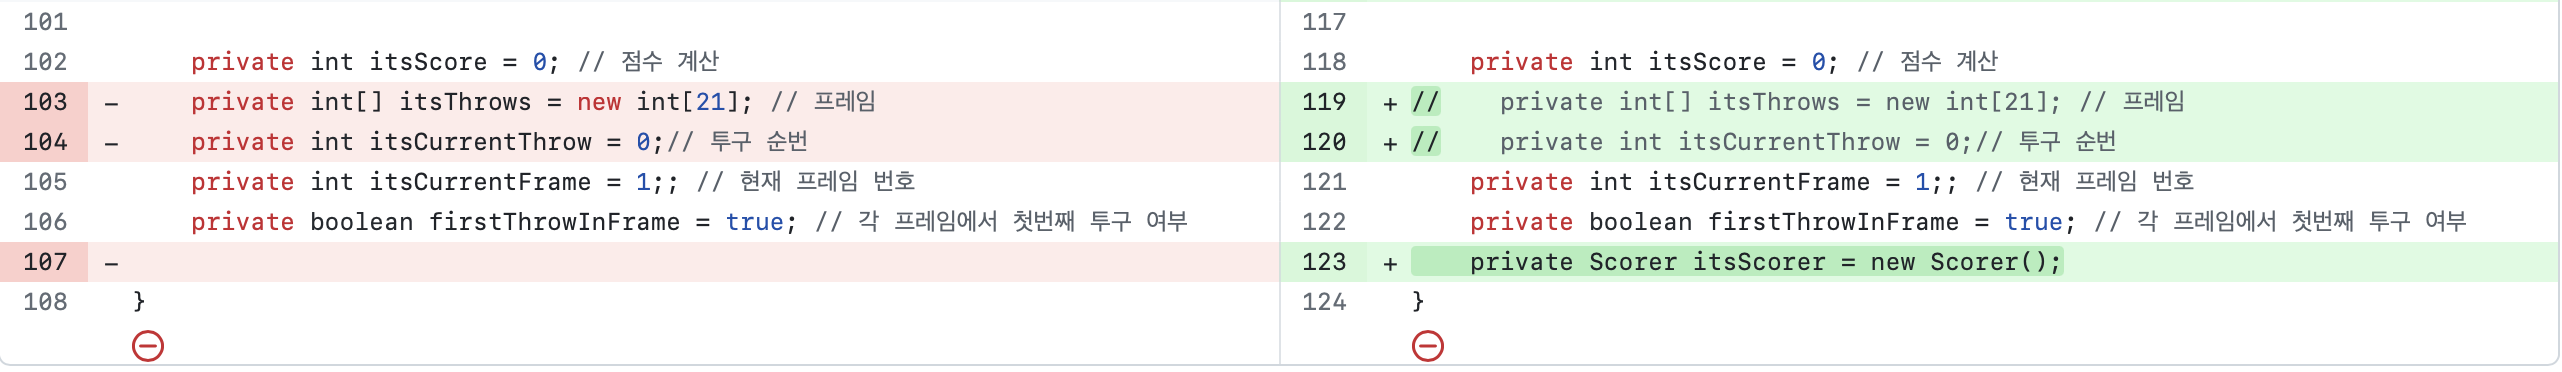 101
102 private int itsScore = 0; // 점수 계산
103 - private int[] itsThrows = new int[21]; // 프레임
104 - private int itsCurrentThrow = 0;// 투구 순번
105 private int itsCurrentFrame = 1;; // 현재 프레임 번호
106 private boolean firstThrowInFrame = true; // 각 프레임에서 첫번째 투구 여부
107 -
108 }
117
118 private int itsScore = 0; // 점수 계산
119 + // private int[] itsThrows = new int[21]; // 프레임
120 + // private int itsCurrentThrow = 0;// 투구 순번
121 private int itsCurrentFrame = 1;; // 현재 프레임 번호
122 private boolean firstThrowInFrame = true; // 각 프레임에서 첫번째 투구 여부
123 + private Scorer itsScorer = new Scorer();
124 }